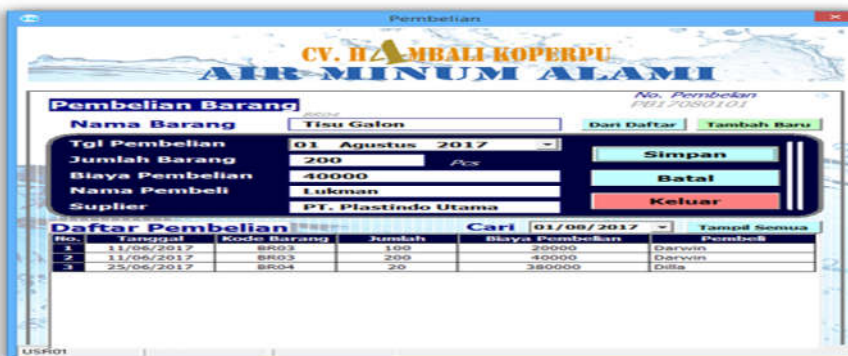 Pembelian
CV. H4MBALI KOPERPU
AIR MINUM ALAMI
Pembelian Barang
No. Pembelian
PB17080101
BR04
Nama Barang Tisu Galon Dari Daftar Tambah Baru
Tgl Pembelian 01 Agustus 2017
Jumlah Barang 200 Pcs Simpan
Biaya Pembelian 40000 Batal
Nama Pembeli Lukman Keluar
Suplier PT. Plastindo Utama
Daftar Pembelian Cari 01/08/2017 Tampil Semua
No. Tanggal Kode Barang Jumlah Biaya Pembelian Pembeli
1 11/06/2017 BR03 100 20000 Darwin
2 11/06/2017 BR03 200 40000 Darwin
3 25/06/2017 BR04 20 380000 Dilla
USR01